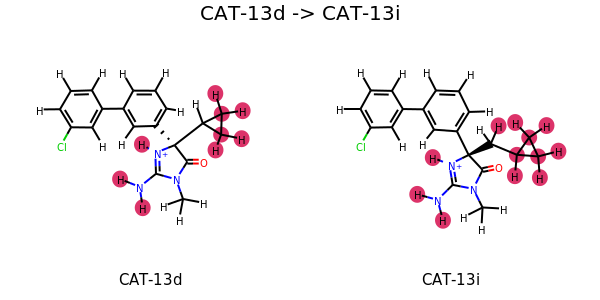 CAT-13d -> CAT-13i
H H H H H H H
H H H H H H H H H
H H H H H
H H H H H
Cl H H H N+ O
Cl H H H N+ O
H H N N H H H
H H N N H H H
CAT-13d CAT-13i